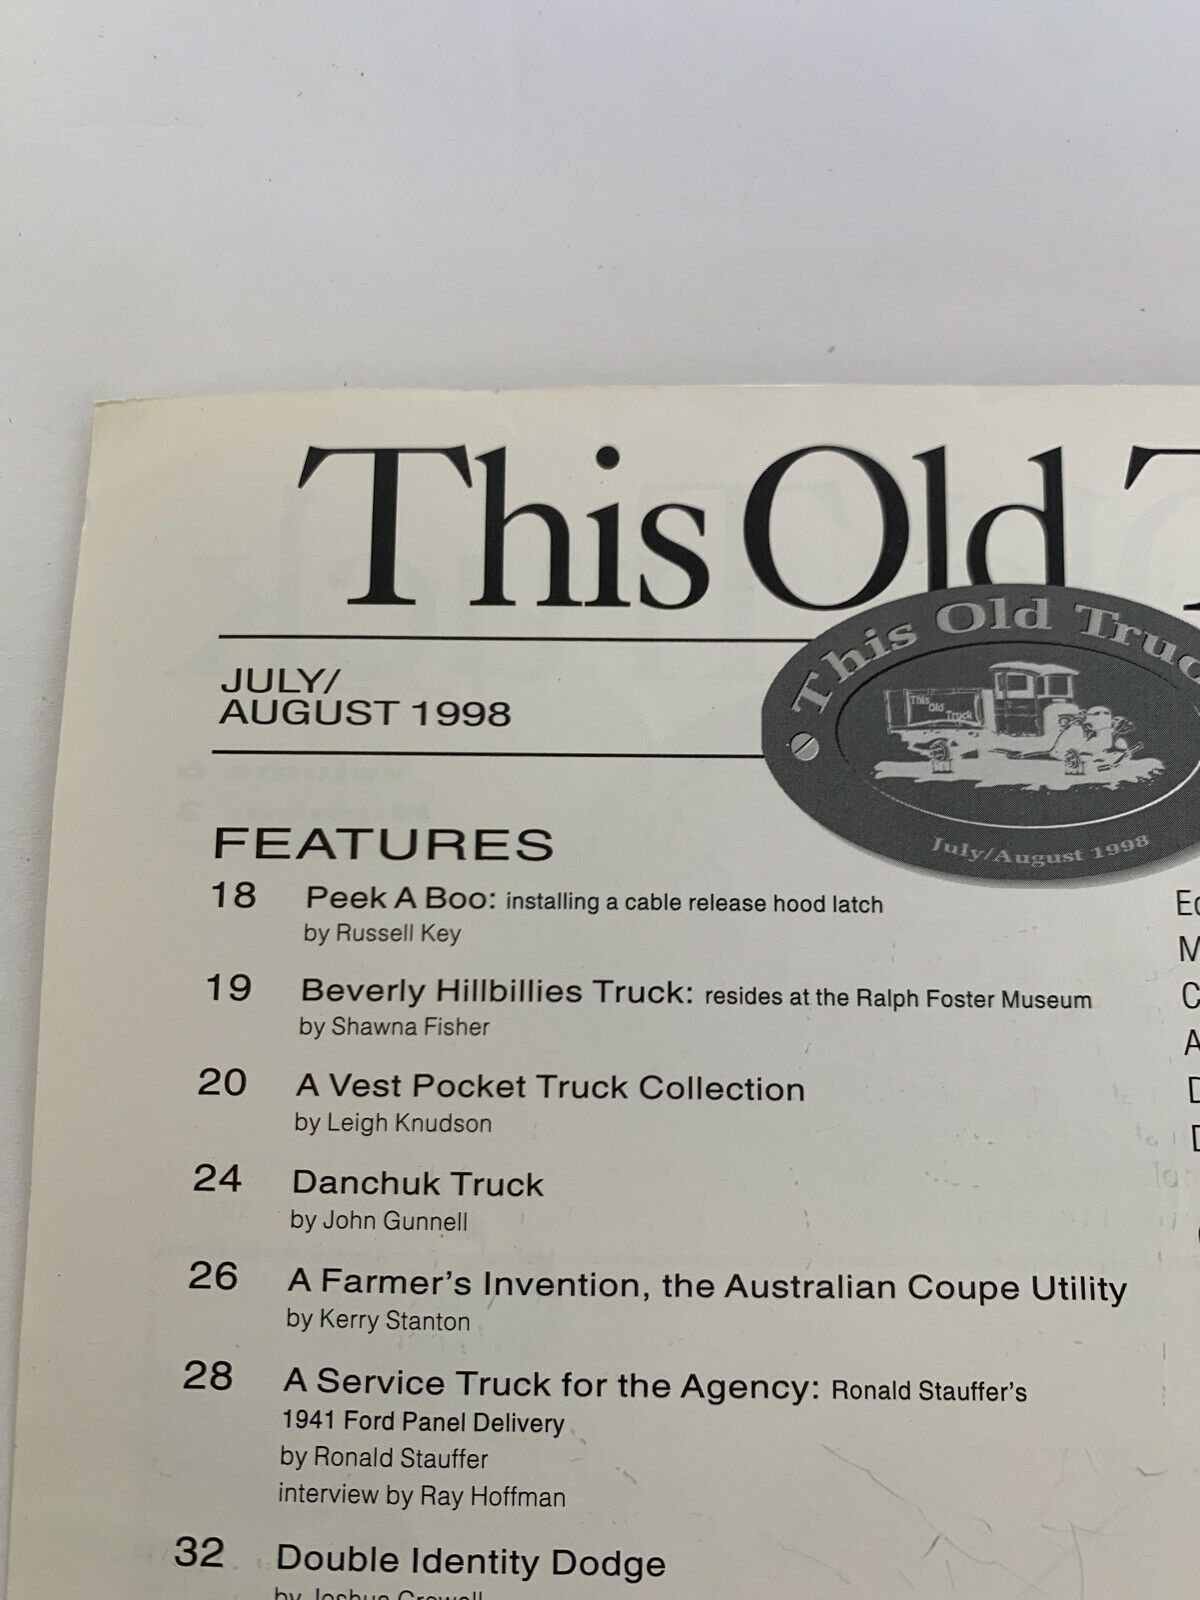 This Old
This Old
This
Old
Truck
July/August 1998
JULY/
AUGUST 1998
FEATURES
18 Peek A Boo: installing a cable release hood latch
by Russell Key
19 Beverly Hillbillies Truck: resides at the Ralph Foster Museum
by Shawna Fisher
20 A Vest Pocket Truck Collection
by Leigh Knudson
24 Danchuk Truck
by John Gunnell
26 A Farmer's Invention, the Australian Coupe Utility
by Kerry Stanton
28 A Service Truck for the Agency: Ronald Stauffer's
1941 Ford Panel Delivery
by Ronald Stauffer
interview by Ray Hoffman
32 Double Identity Dodge
by